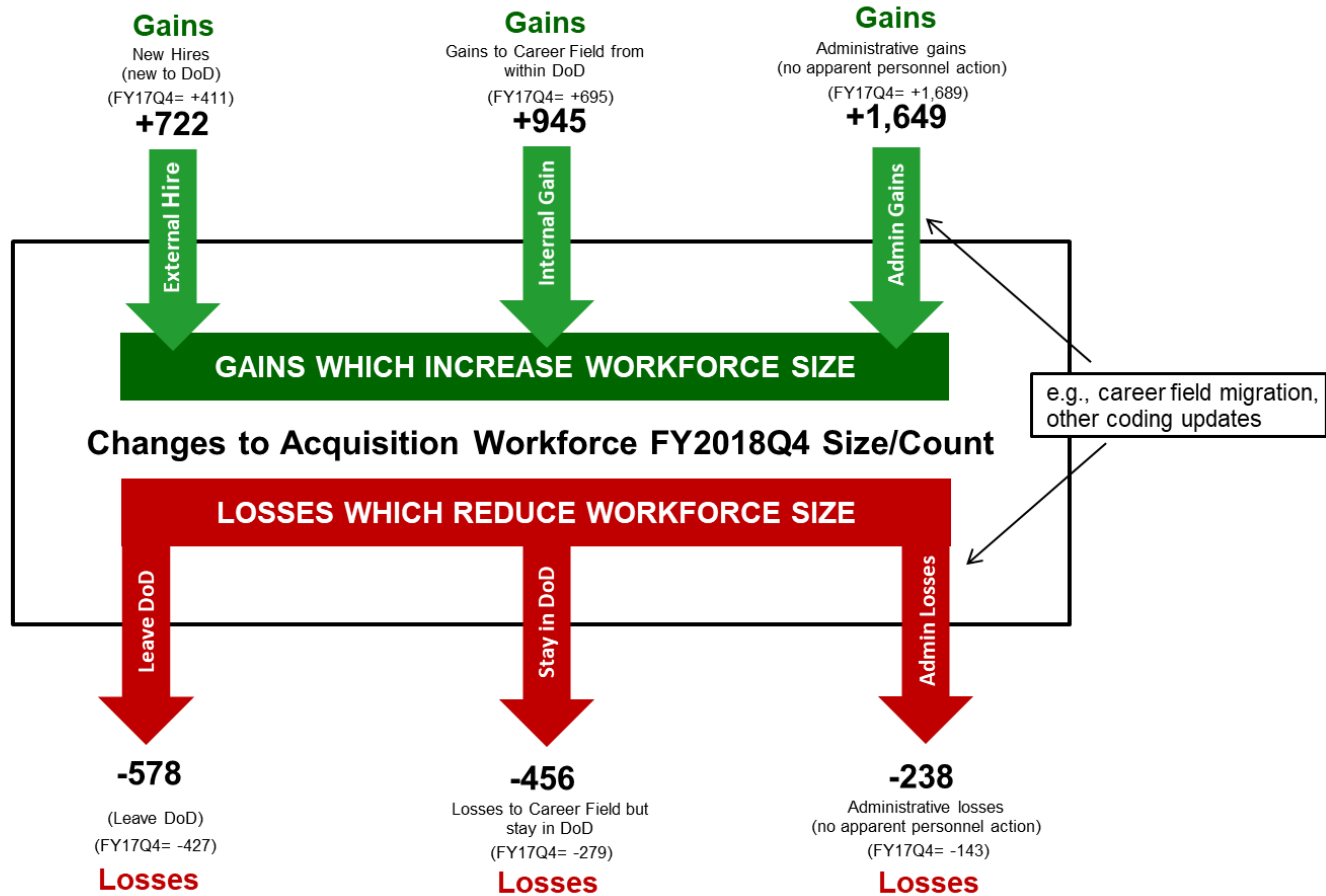 Gains
New Hires
(new to DoD)
(FY17Q4= +411)
+722
Gains
Gains to Career Field from
within DoD
(FY17Q4= +695)
+945
Gains
Administrative gains
(no apparent personnel action)
(FY17Q4= +1,689)
+1,649
External Hire
Internal Gain
Admin Gains
GAINS WHICH INCREASE WORKFORCE SIZE
e.g., career field migration,
other coding updates
Changes to Acquisition Workforce FY2018Q4 Size/Count
LOSSES WHICH REDUCE WORKFORCE SIZE
Leave DoD
Stay in DoD
Admin Losses
-578
(Leave DoD)
(FY17Q4= -427)
Losses
-456
Losses to Career Field but
stay in DoD
(FY17Q4= -279)
Losses
-238
Administrative losses
(no apparent personnel action)
(FY17Q4= -143)
Losses